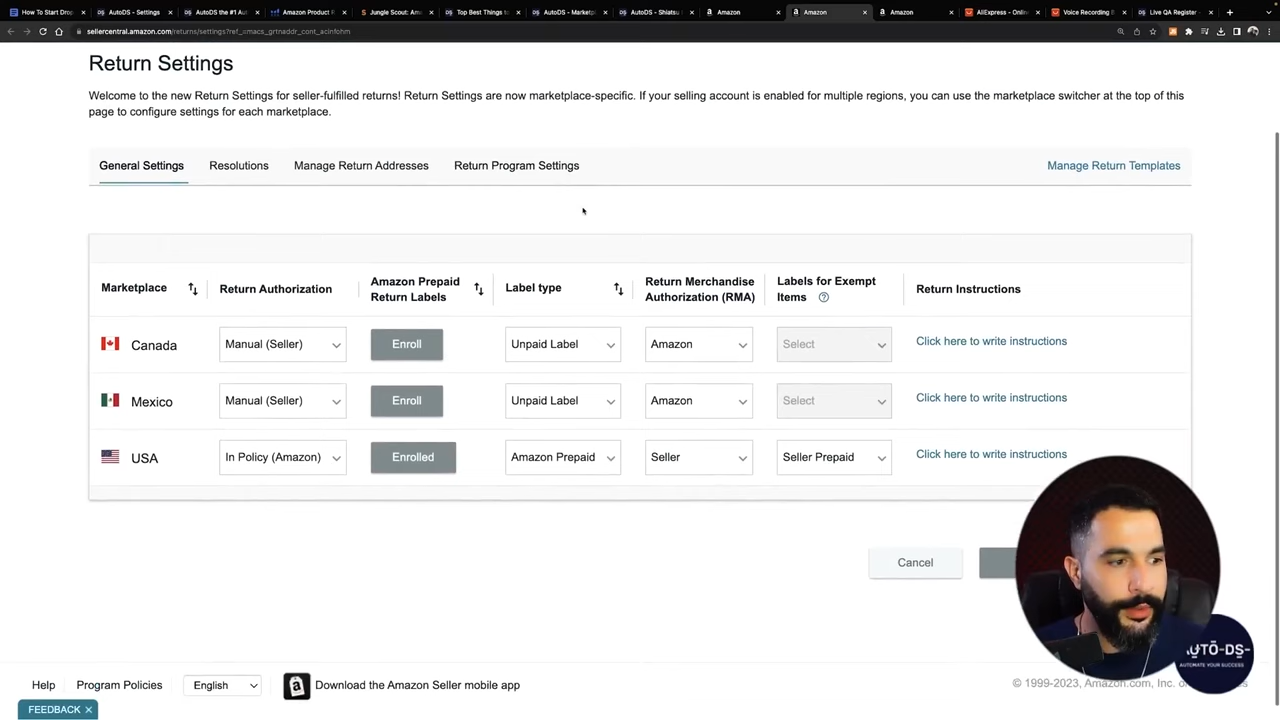 How To Start Drop
AutoDS - Settings
AutoDS the #1 Aut
Amazon Product R
Jungle Scout: Am
Top Best Things to
AutoDS - Marketp
AutoDS - Shiatsu
Amazon
Amazon
Amazon
AliExpress - Onlin
Voice Recording
Live QA Register
sellercentral.amazon.com/returns/settings?ref_=macs_grtnaddr_cont_acinfohm
Return Settings
Welcome to the new Return Settings for seller-fulfilled returns! Return Settings are now marketplace-specific. If your selling account is enabled for multiple regions, you can use the marketplace switcher at the top of this
page to configure settings for each marketplace.
General Settings Resolutions Manage Return Addresses Return Program Settings Manage Return Templates
Marketplace Return Authorization Amazon Prepaid Return Labels Label type Return Merchandise Authorization (RMA) Labels for Exempt Items Return Instructions
Canada Manual (Seller) Enroll Unpaid Label Amazon Select Click here to write instructions
Mexico Manual (Seller) Enroll Unpaid Label Amazon Select Click here to write instructions
USA In Policy (Amazon) Enrolled Amazon Prepaid Seller Seller Prepaid Click here to write instructions
Cancel
Help Program Policies English Download the Amazon Seller mobile app © 1999-2023, Amazon.com, Inc.
FEEDBACK
AUTO-DS-
AUTOMATE YOUR SUCCESS